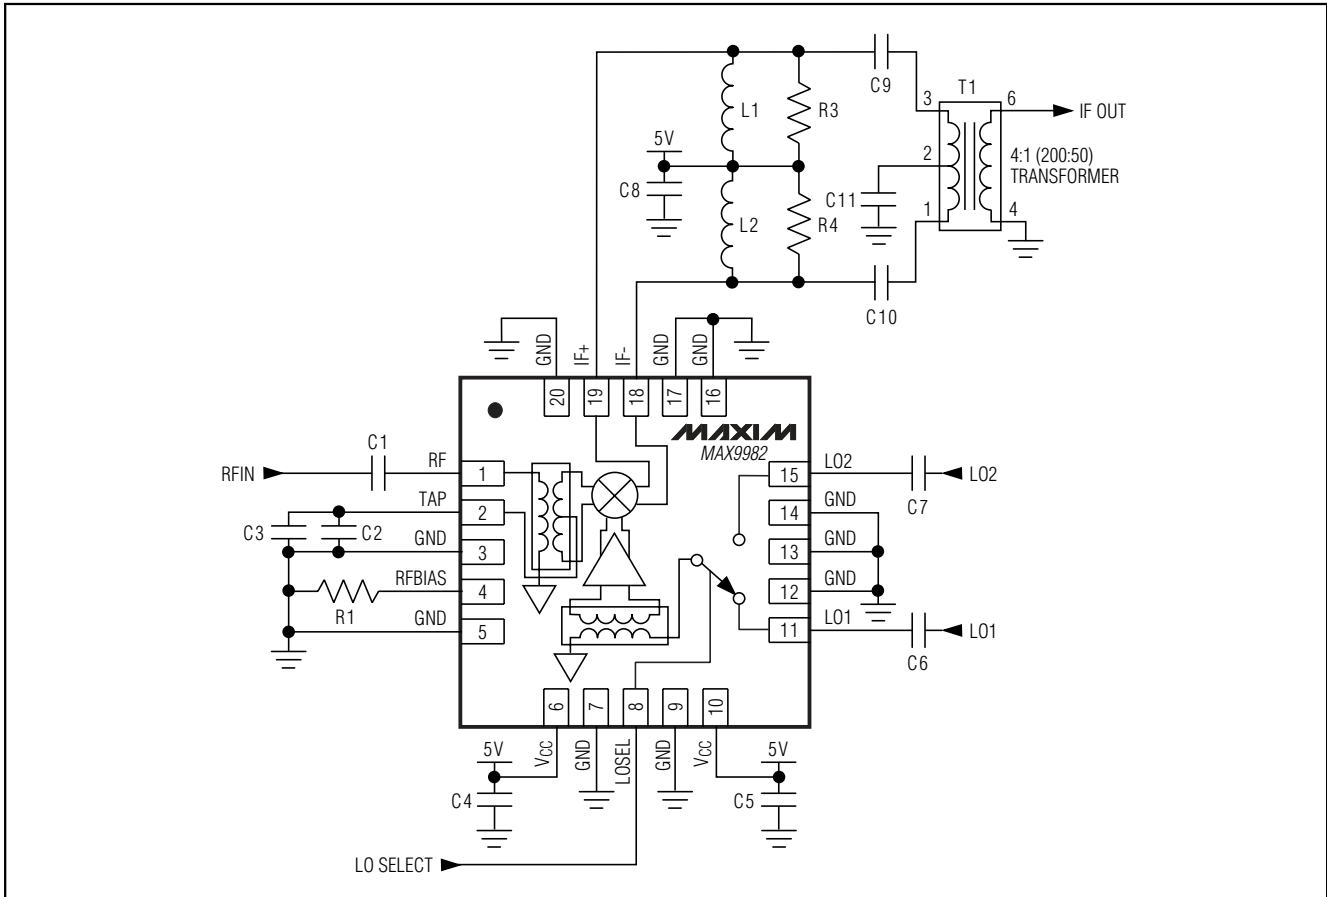 C9
T1
3
6
IF OUT
L1
R3
5V
2
4:1 (200:50)
TRANSFORMER
C8
C11
L2
R4
1
4
C10
GND
IF+
IF-
GND
GND
20
19
18
17
16
MAXIM
MAX9982
C1
RFIN
RF
1
LO2
15
LO2
C7
TAP
2
GND
14
C3
C2
GND
3
GND
13
RFBIAS
4
GND
12
R1
GND
5
LO1
11
LO1
C6
6
7
8
9
10
5V
VCC
GND
LOSEL
GND
VCC
5V
C4
C5
LO SELECT